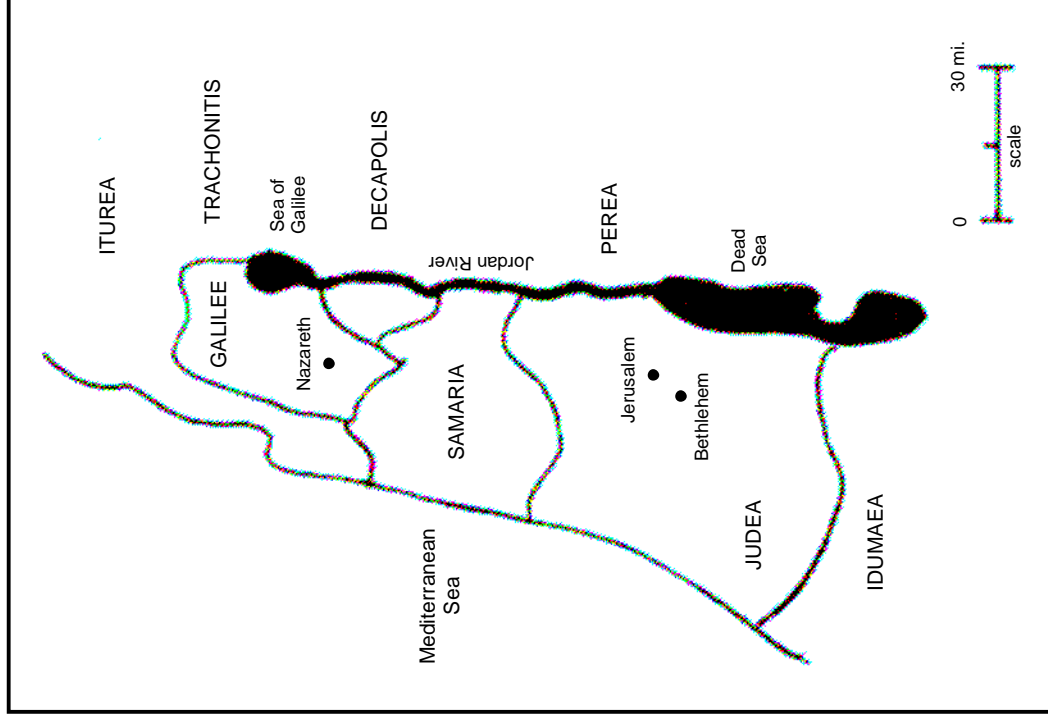 ITUREA
TRACHONITIS
Sea of
Galilee
GALILEE
DECAPOLIS
Nazareth
Jordan River
SAMARIA
Mediterranean
Sea
PEREA
Jerusalem
Bethlehem
Dead
Sea
JUDEA
IDUMAEA
0
30 mi.
scale